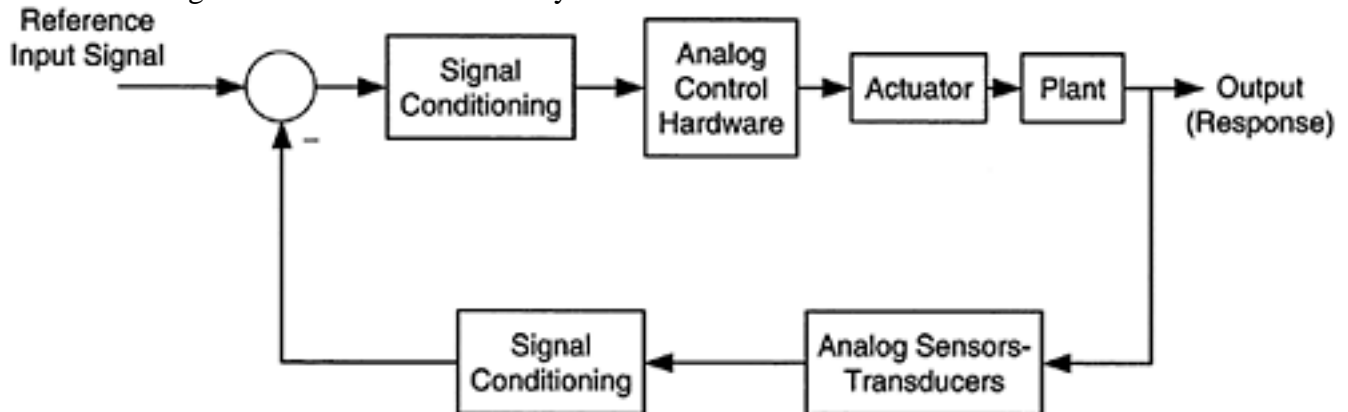 Reference
Input Signal
Signal
Conditioning
Analog
Control
Hardware
Actuator
Plant
Output
(Response)
–
Signal
Conditioning
Analog Sensors-
Transducers